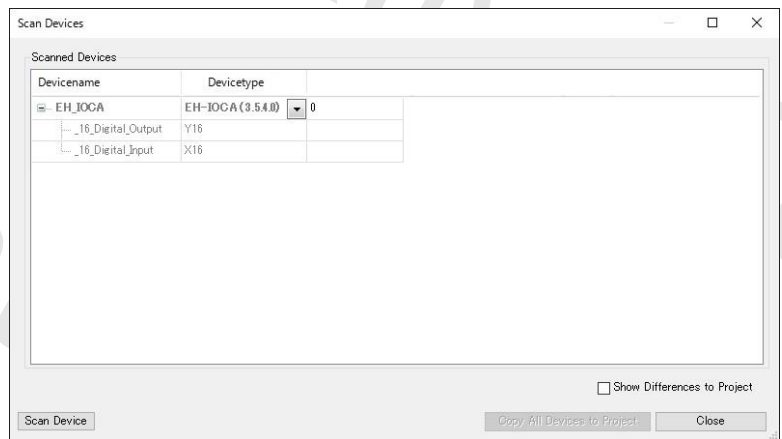 Scan Devices
Scanned Devices
Devicename Devicetype
EH_IOCA EH-IOCA (3.5.4.0) 0
_16_Digital_Output Y16
_16_Digital_Input X16
Show Differences to Project
Scan Device Copy All Devices to Project Close